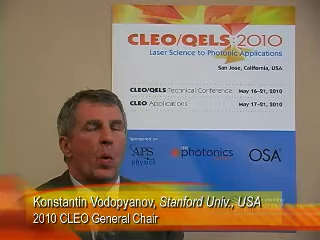 CLEO/QELS:2010
Laser Science to Photonic Applications
San Jose, California, USA
CLEO/QELS Technical Conference May 16–21, 2010
CLEO Applications May 17–21, 2010
Sponsored by
APS
physics
photonics
OSA
Konstantin Vodopyanov, Stanford Univ., USA
2010 CLEO General Chair